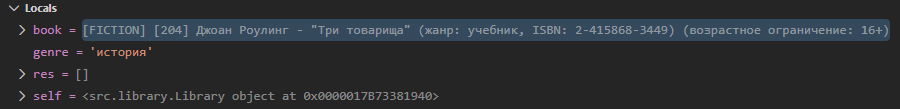 Locals
book = [FICTION] [204] Джоан Роулинг - "Три товарища" (жанр: учебник, ISBN: 2-415868-3449) (возрастное ограничение: 16+)
genre = 'история'
res = []
self = <src.library.Library object at 0x0000017B73381940>